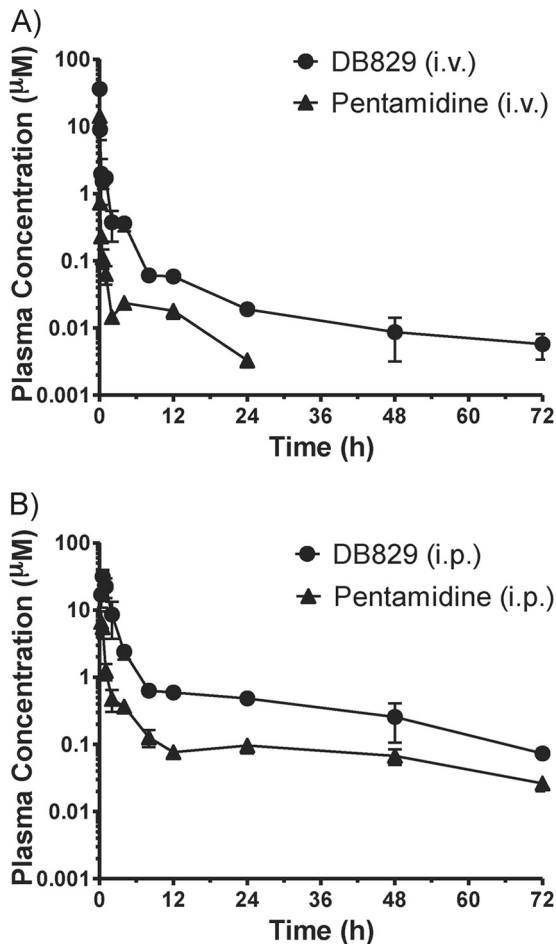 A)
Plasma Concentration (μM)
100
10
1
0.1
0.01
0.001
DB829 (i.v.)
Pentamidine (i.v.)
0 12 24 36 48 60 72
Time (h)
B)
Plasma Concentration (μM)
100
10
1
0.1
0.01
0.001
DB829 (i.p.)
Pentamidine (i.p.)
0 12 24 36 48 60 72
Time (h)